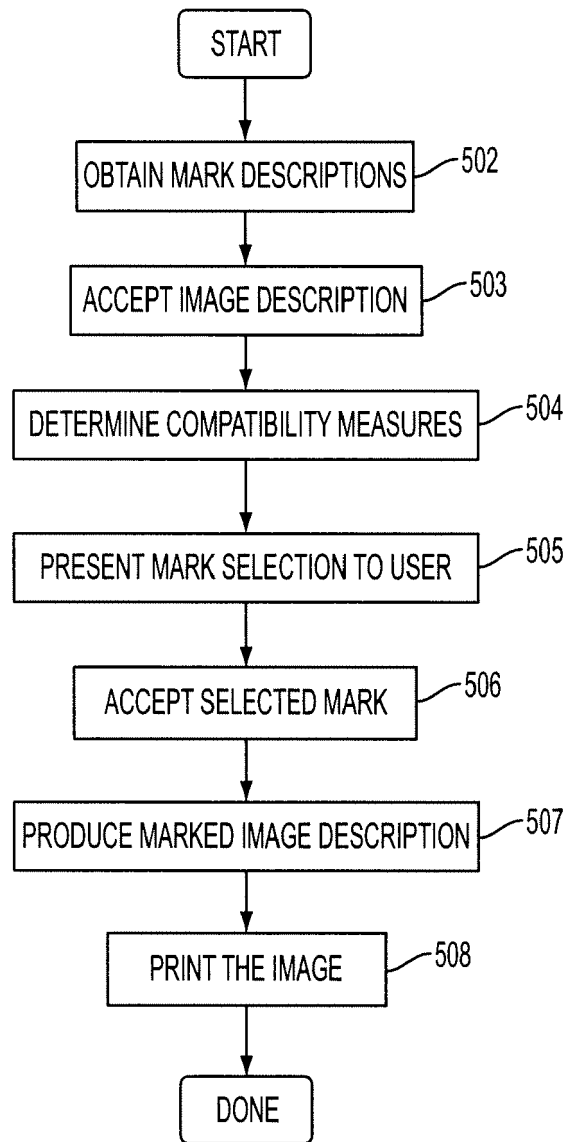 START
OBTAIN MARK DESCRIPTIONS
502
ACCEPT IMAGE DESCRIPTION
503
DETERMINE COMPATIBILITY MEASURES
504
PRESENT MARK SELECTION TO USER
505
ACCEPT SELECTED MARK
506
PRODUCE MARKED IMAGE DESCRIPTION
507
PRINT THE IMAGE
508
DONE